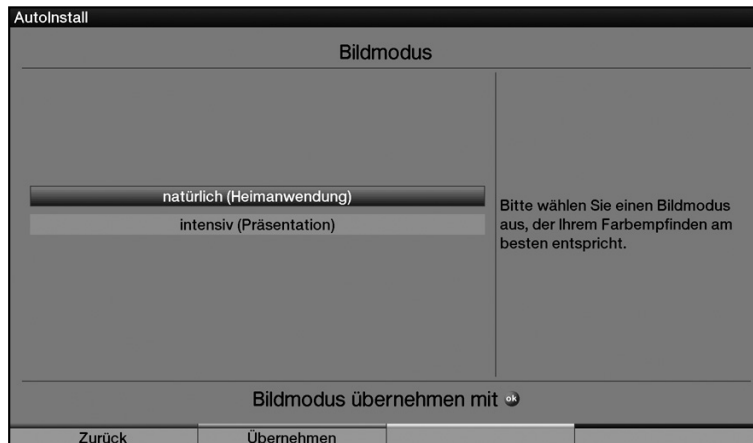 AutoInstall
Bildmodus
natürlich (Heimanwendung)
intensiv (Präsentation)
Bitte wählen Sie einen Bildmodus
aus, der Ihrem Farbempfinden am
besten entspricht.
Bildmodus übernehmen mit ok
Zurück
Übernehmen